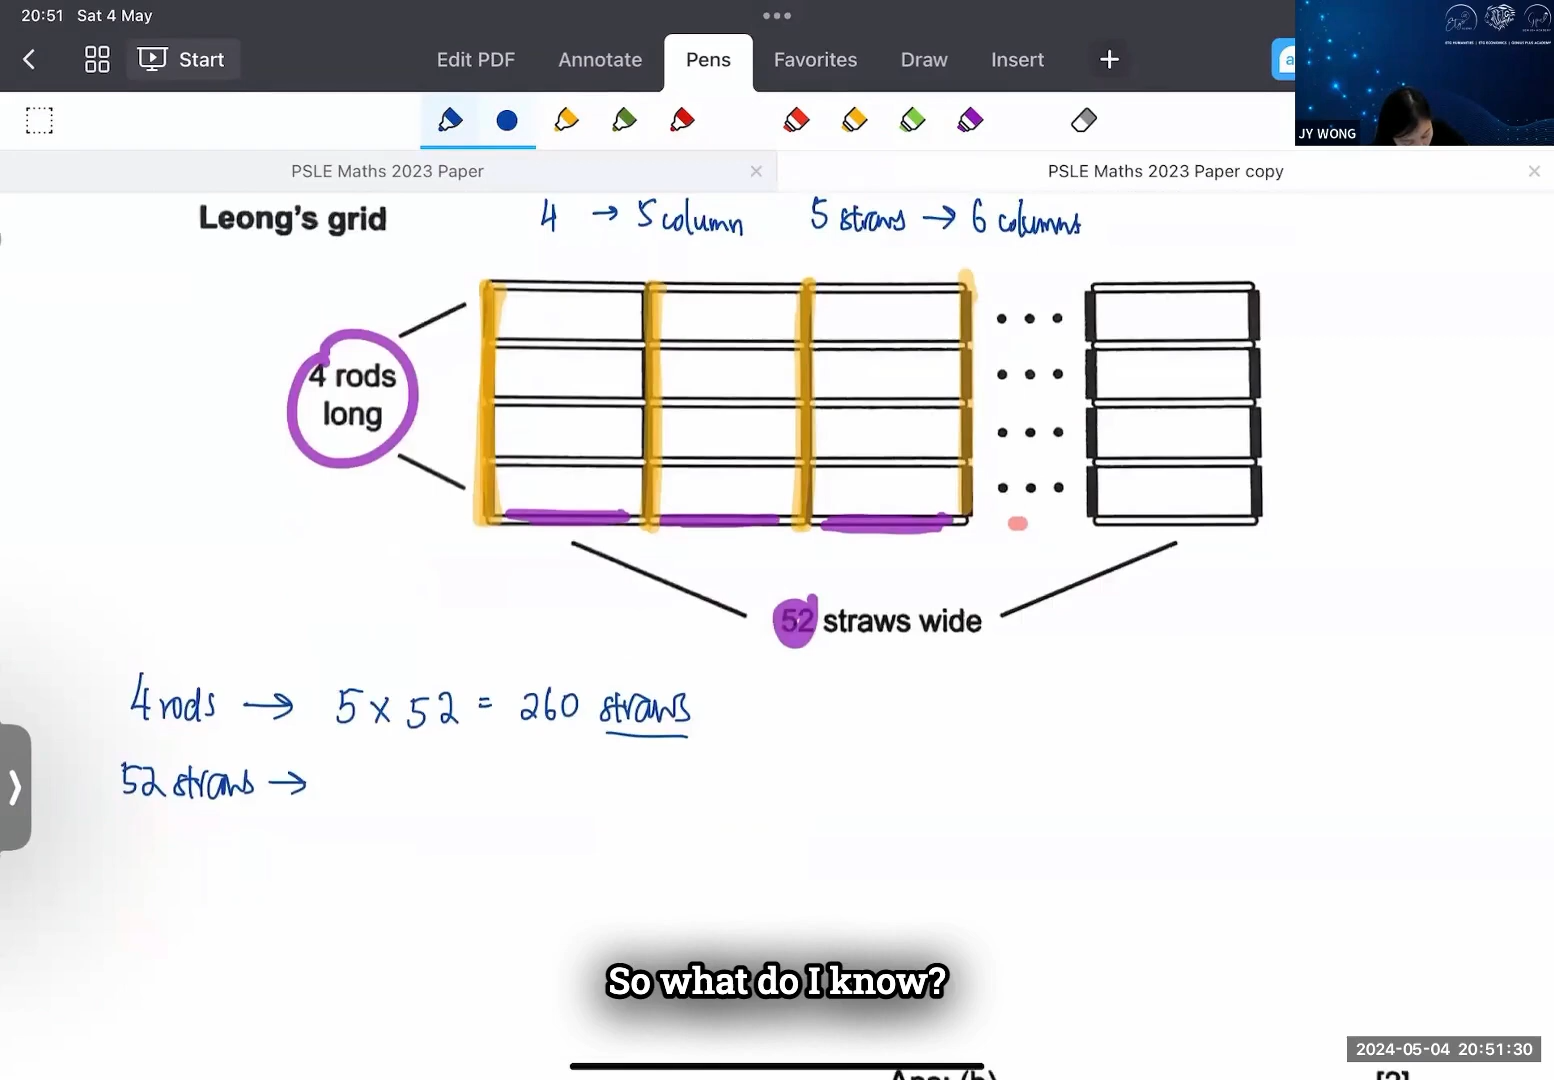 20:51 Sat 4 May
Start
Edit PDF
Annotate
Pens
Favorites
Draw
Insert
JY WONG
PSLE Maths 2023 Paper
PSLE Maths 2023 Paper copy
Leong's grid
4 → 5 column
5 straws → 6 columns
4 rods
long
52 straws wide
4 rods → 5 x 52 = 260 straws
52 straws →
So what do I know?
2024-05-04 20:51:30